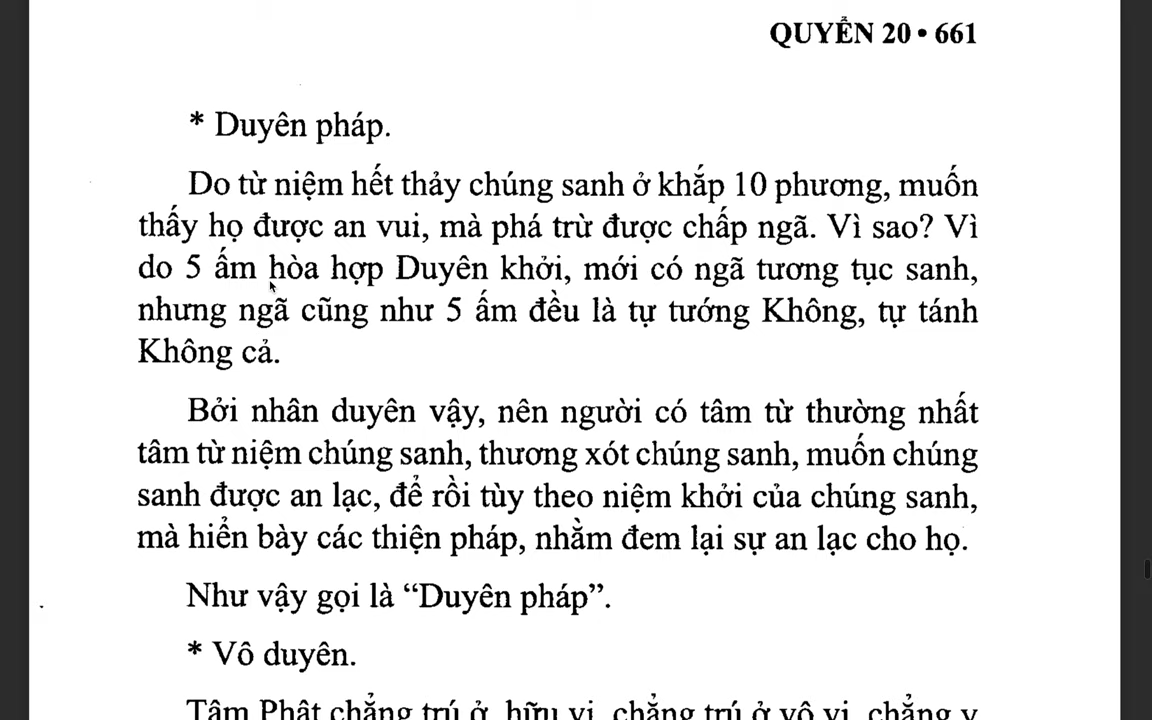 QUYỂN 20 • 661
* Duyên pháp.
Do từ niệm hết thảy chúng sanh ở khắp 10 phương, muốn
thấy họ được an vui, mà phá trừ được chấp ngã. Vì sao? Vì
do 5 ấm hòa hợp Duyên khởi, mới có ngã tương tục sanh,
nhưng ngã cũng như 5 ấm đều là tự tướng Không, tự tánh
Không cả.
Bởi nhân duyên vậy, nên người có tâm từ thường nhất
tâm từ niệm chúng sanh, thương xót chúng sanh, muốn chúng
sanh được an lạc, để rồi tùy theo niệm khởi của chúng sanh,
mà hiển bày các thiện pháp, nhằm đem lại sự an lạc cho họ.
Như vậy gọi là “Duyên pháp”.
* Vô duyên.
Tâm Phật chẳng trú ở hữu vi, chẳng trú ở vô vi, chẳng y